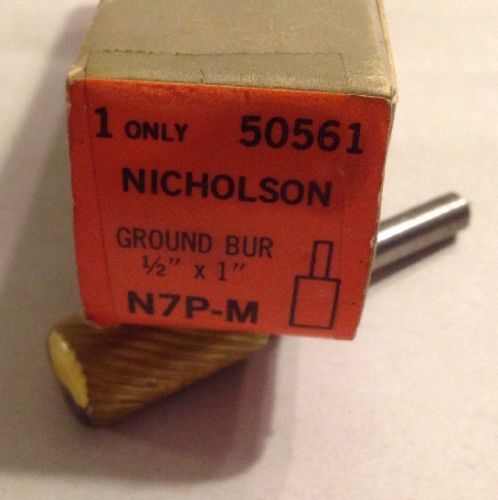 1 ONLY 50561
NICHOLSON
GROUND BUR
½" x 1"
N7P-M